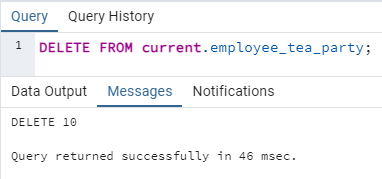 Query Query History
1 DELETE FROM current.employee_tea_party;
Data Output Messages Notifications
DELETE 10
Query returned successfully in 46 msec.